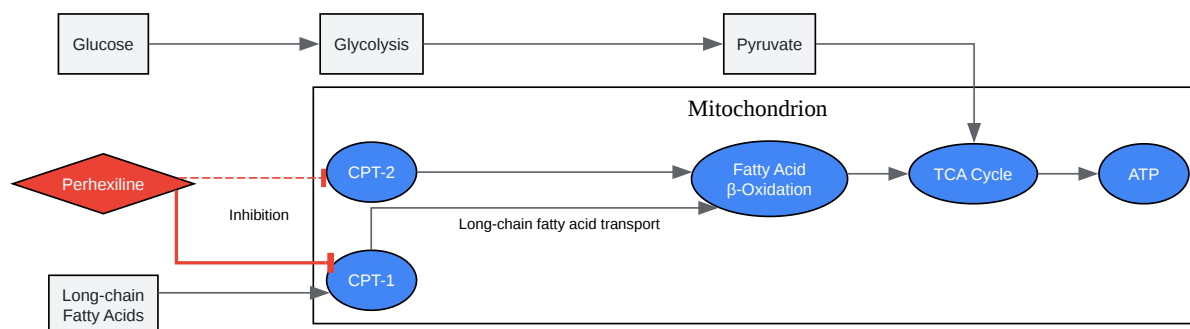 Glucose
Glycolysis
Pyruvate
Mitochondrion
CPT-2
Fatty Acid
β-Oxidation
TCA Cycle
ATP
Perhexiline
Inhibition
Long-chain fatty acid transport
CPT-1
Long-chain
Fatty Acids